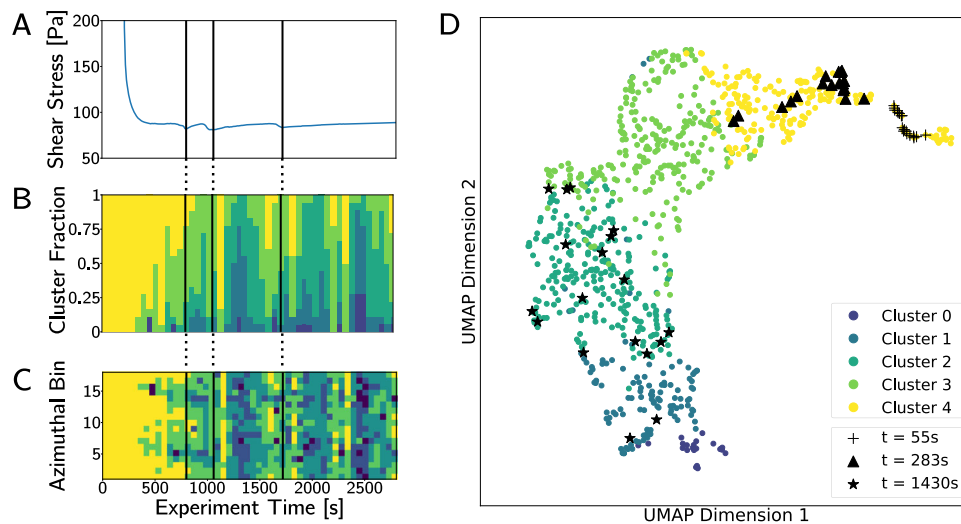 A
Shear Stress [Pa]
200
150
100
50
B
Cluster Fraction
1
0.75
0.5
0.25
0
C
Azimuthal Bin
15
10
5
0
500
1000
1500
2000
2500
Experiment Time [s]
D
UMAP Dimension 2
UMAP Dimension 1
Cluster 0
Cluster 1
Cluster 2
Cluster 3
Cluster 4
t = 55s
t = 283s
t = 1430s